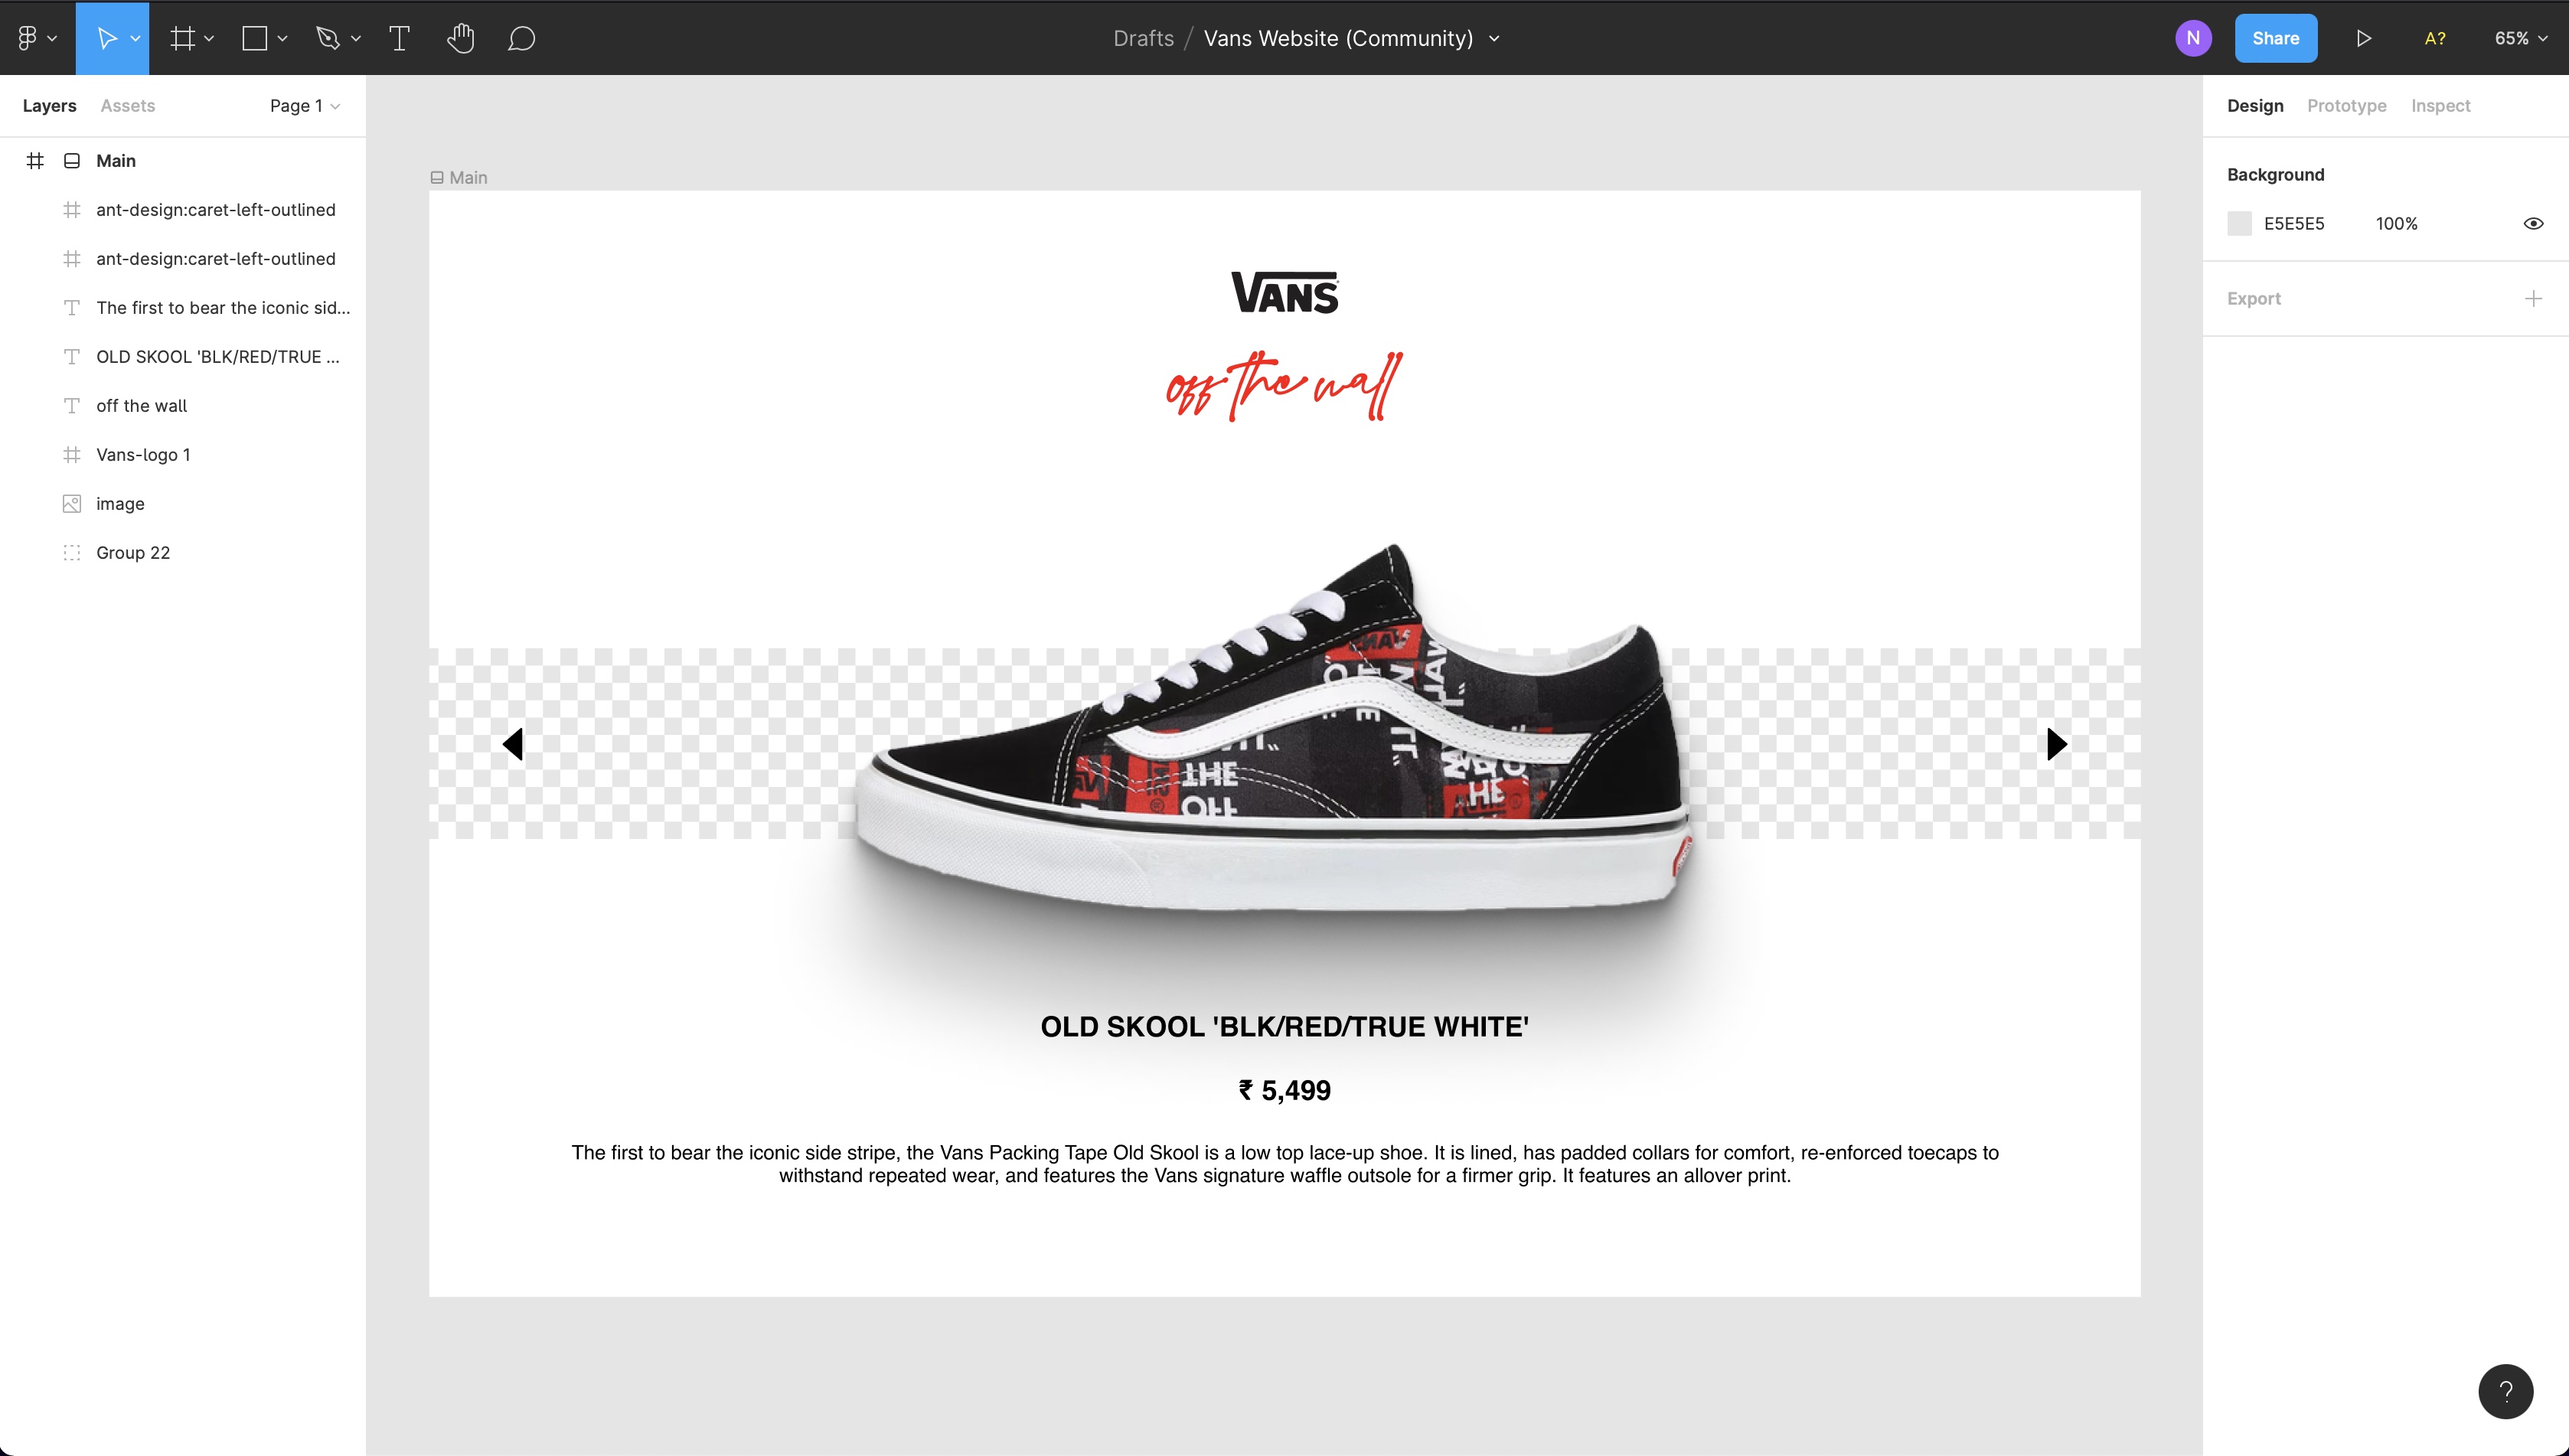 Drafts / Vans Website (Community)
N
Share
A?
65%
Layers
Assets
Page 1
Main
ant-design:caret-left-outlined
ant-design:caret-left-outlined
The first to bear the iconic sid...
OLD SKOOL 'BLK/RED/TRUE ...
off the wall
Vans-logo 1
image
Group 22
Main
VANS
off the wall
THE
OFF
OLD SKOOL 'BLK/RED/TRUE WHITE'
₹ 5,499
The first to bear the iconic side stripe, the Vans Packing Tape Old Skool is a low top lace-up shoe. It is lined, has padded collars for comfort, re-enforced toecaps to
withstand repeated wear, and features the Vans signature waffle outsole for a firmer grip. It features an allover print.
Design
Prototype
Inspect
Background
E5E5E5
100%
Export
?